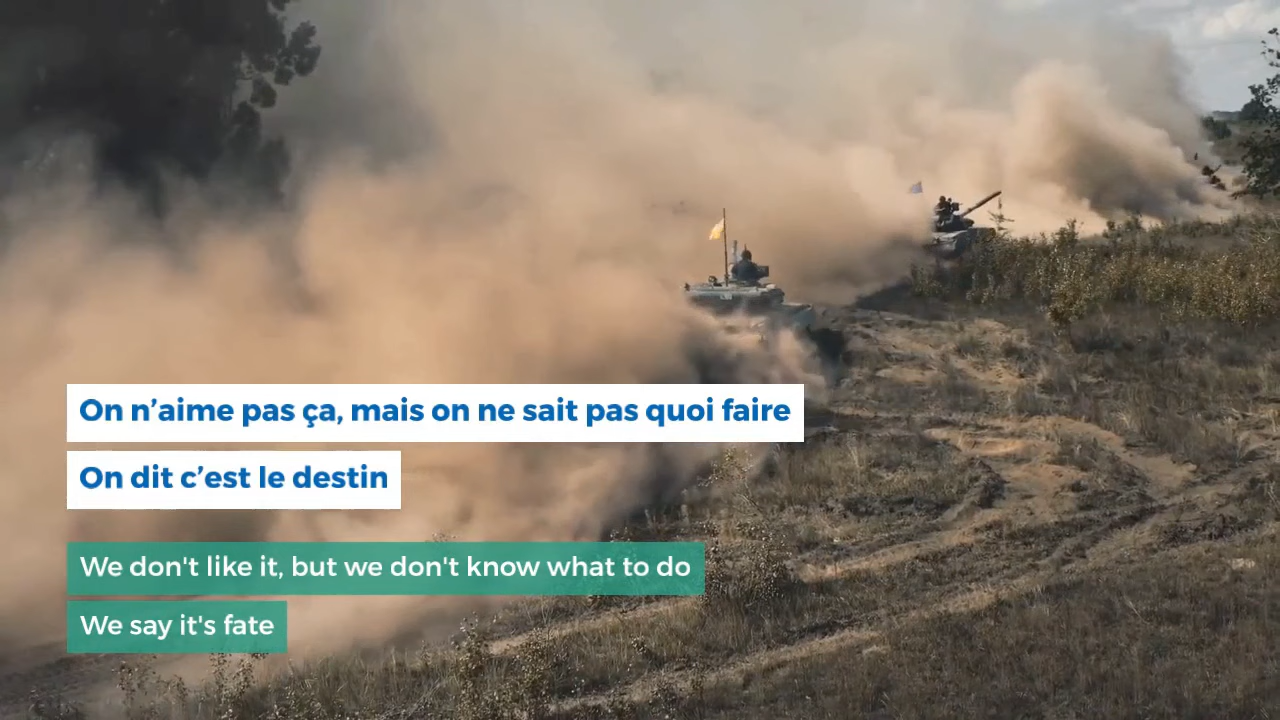 On n’aime pas ça, mais on ne sait pas quoi faire
On dit c’est le destin
We don't like it, but we don't know what to do
We say it's fate